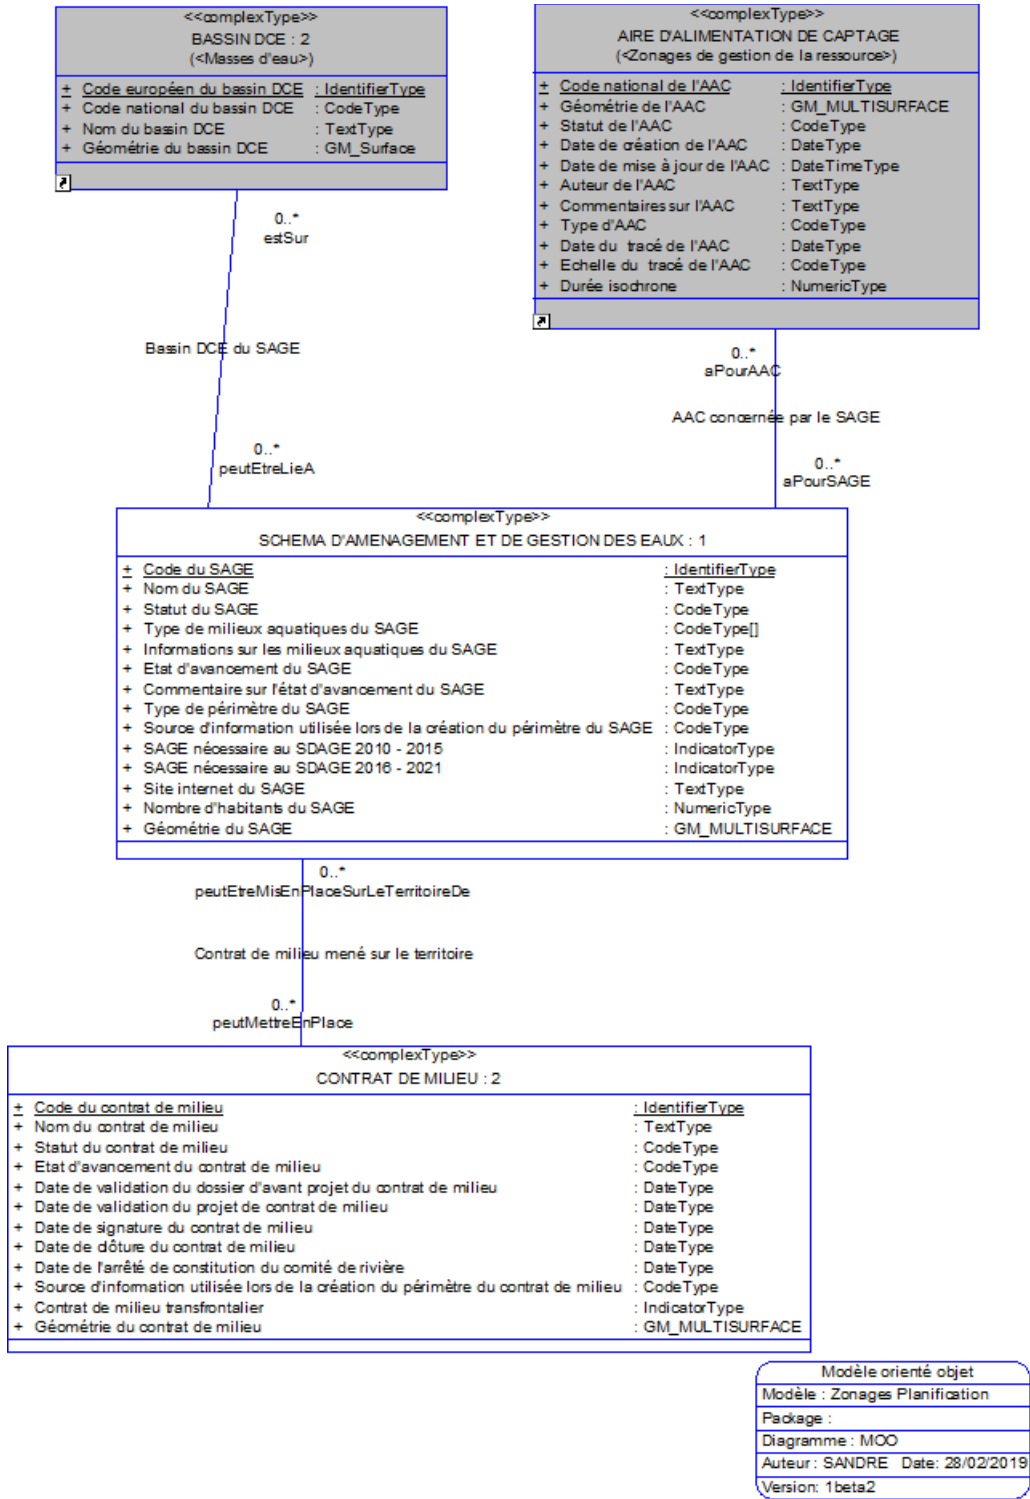 <<complexType>>
BASSIN DCE : 2
(<Masses d'eau>)
+ Code européen du bassin DCE : IdentifierType
+ Code national du bassin DCE : CodeType
+ Nom du bassin DCE : TextType
+ Géométrie du bassin DCE : GM_Surface
<<complexType>>
AIRE D'ALIMENTATION DE CAPTAGE
(<Zonages de gestion de la ressource>)
+ Code national de l'AAC : IdentifierType
+ Géométrie de l'AAC : GM_MULTISURFACE
+ Statut de l'AAC : CodeType
+ Date de création de l'AAC : DateType
+ Date de mise à jour de l'AAC : DateTimeType
+ Auteur de l'AAC : TextType
+ Commentaires sur l'AAC : TextType
+ Type d'AAC : CodeType
+ Date du tracé de l'AAC : DateType
+ Echelle du tracé de l'AAC : CodeType
+ Durée isochrone : NumericType
0..*
estSur
Bassin DCE du SAGE
0..*
peutEtreLieA
0..*
aPourAAC
AAC concernée par le SAGE
0..*
aPourSAGE
<<complexType>>
SCHEMA D'AMENAGEMENT ET DE GESTION DES EAUX : 1
+ Code du SAGE : IdentifierType
+ Nom du SAGE : TextType
+ Statut du SAGE : CodeType
+ Type de milieux aquatiques du SAGE : CodeType[]
+ Informations sur les milieux aquatiques du SAGE : TextType
+ Etat d'avancement du SAGE : CodeType
+ Commentaire sur l'état d'avancement du SAGE : TextType
+ Type de périmètre du SAGE : CodeType
+ Source d'information utilisée lors de la création du périmètre du SAGE : CodeType
+ SAGE nécessaire au SDAGE 2010 - 2015 : IndicatorType
+ SAGE nécessaire au SDAGE 2016 - 2021 : IndicatorType
+ Site internet du SAGE : TextType
+ Nombre d'habitants du SAGE : NumericType
+ Géométrie du SAGE : GM_MULTISURFACE
0..*
peutEtreMisEnPlaceSurLeTerritoireDe
Contrat de milieu mené sur le territoire
0..*
peutMettreEnPlace
<<complexType>>
CONTRAT DE MILIEU : 2
+ Code du contrat de milieu : IdentifierType
+ Nom du contrat de milieu : TextType
+ Statut du contrat de milieu : CodeType
+ Etat d'avancement du contrat de milieu : CodeType
+ Date de validation du dossier d'avant projet du contrat de milieu : DateType
+ Date de validation du projet de contrat de milieu : DateType
+ Date de signature du contrat de milieu : DateType
+ Date de clôture du contrat de milieu : DateType
+ Date de l'arrêté de constitution du comité de rivière : DateType
+ Source d'information utilisée lors de la création du périmètre du contrat de milieu : CodeType
+ Contrat de milieu transfrontalier : IndicatorType
+ Géométrie du contrat de milieu : GM_MULTISURFACE
Modèle orienté objet
Modèle : Zonages Planification
Package :
Diagramme : MOO
Auteur : SANDRE Date: 28/02/2019
Version: 1beta2